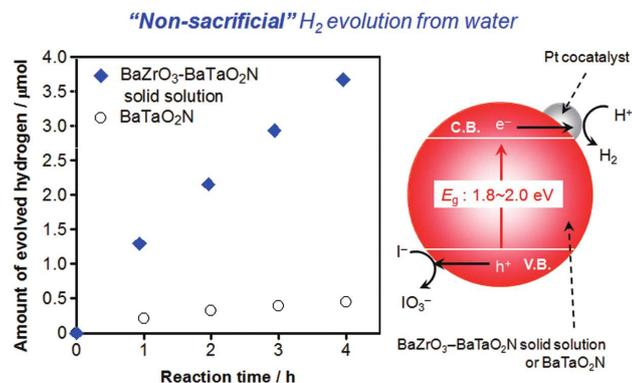 “Non-sacrificial” H₂ evolution from water
Amount of evolved hydrogen / μmol
4.0
3.5
3.0
2.5
2.0
1.5
1.0
0.5
0
BaZrO₃-BaTaO₂N
solid solution
BaTaO₂N
0 1 2 3 4
Reaction time / h
Pt cocatalyst
C.B. e⁻
H⁺
H₂
Eg : 1.8~2.0 eV
I⁻
h⁺ V.B.
IO₃⁻
BaZrO₃–BaTaO₂N solid solution
or BaTaO₂N